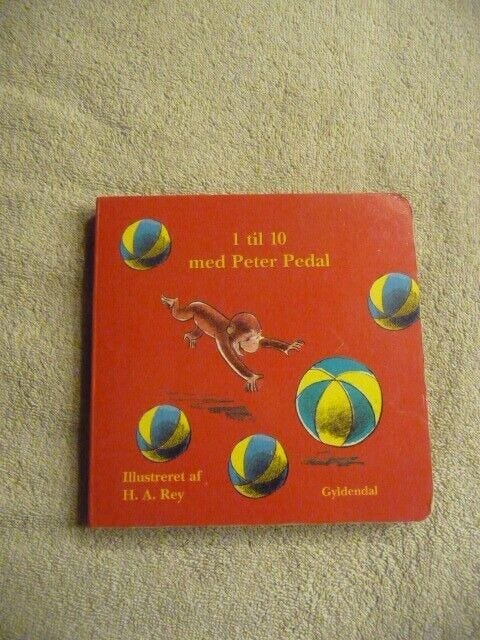 1 til 10
med Peter Pedal
Illustreret af
H. A. Rey
Gyldendal